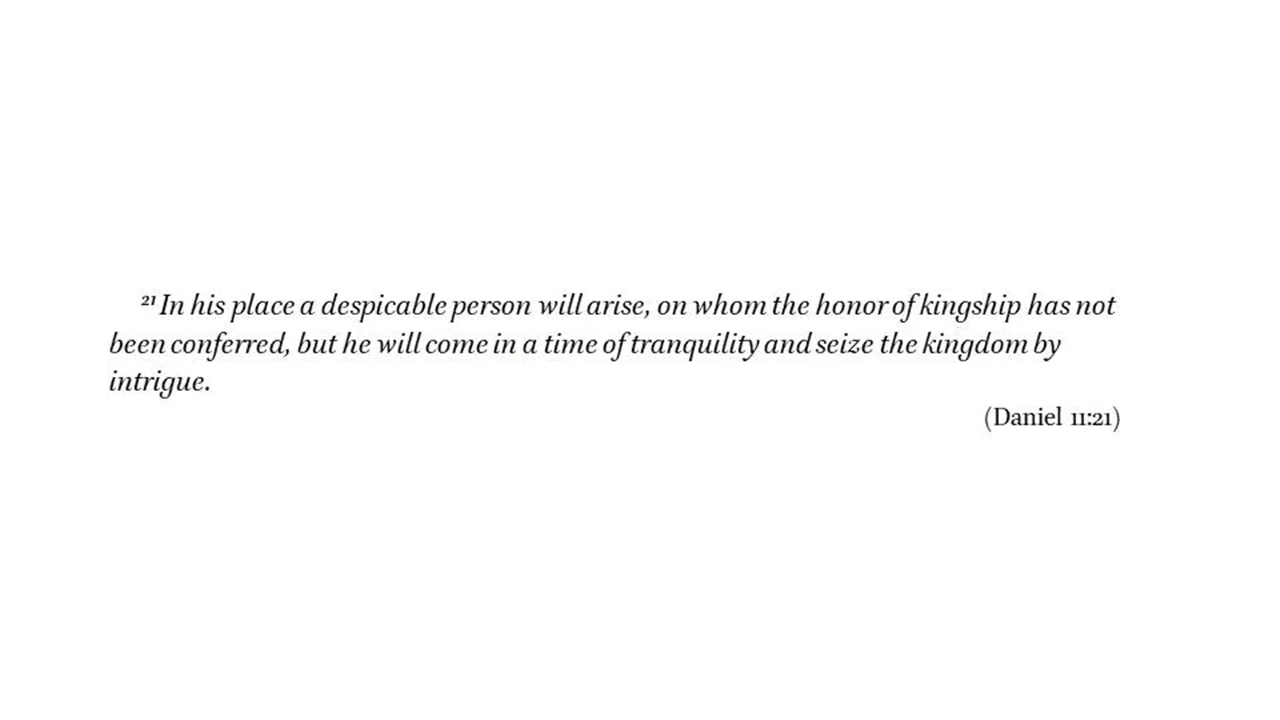 ²¹ In his place a despicable person will arise, on whom the honor of kingship has not
been conferred, but he will come in a time of tranquility and seize the kingdom by
intrigue.
(Daniel 11:21)